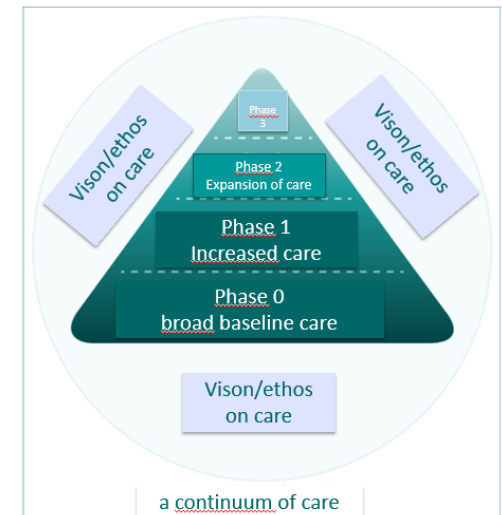 Phase
3
Vison/ethos
on care
Vison/ethos
on care
Phase 2
Expansion of care
Phase 1
Increased care
Phase 0
broad baseline care
Vison/ethos
on care
a continuum of care